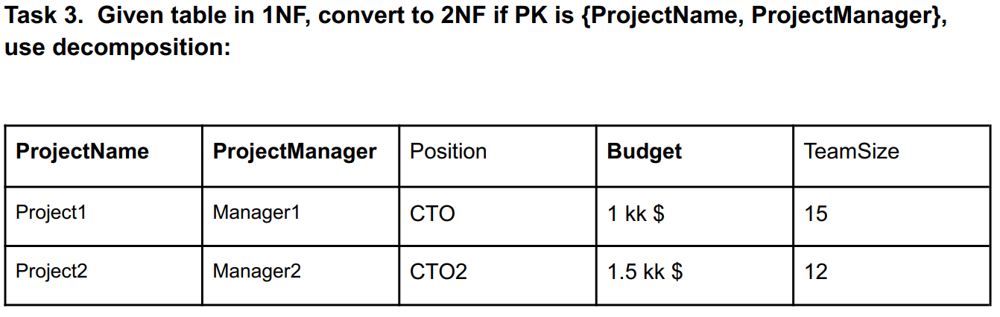 Task 3.  Given table in 1NF, convert to 2NF if PK is {ProjectName, ProjectManager},
use decomposition:
ProjectName ProjectManager Position Budget TeamSize
Project1 Manager1 CTO 1 kk $ 15
Project2 Manager2 CTO2 1.5 kk $ 12